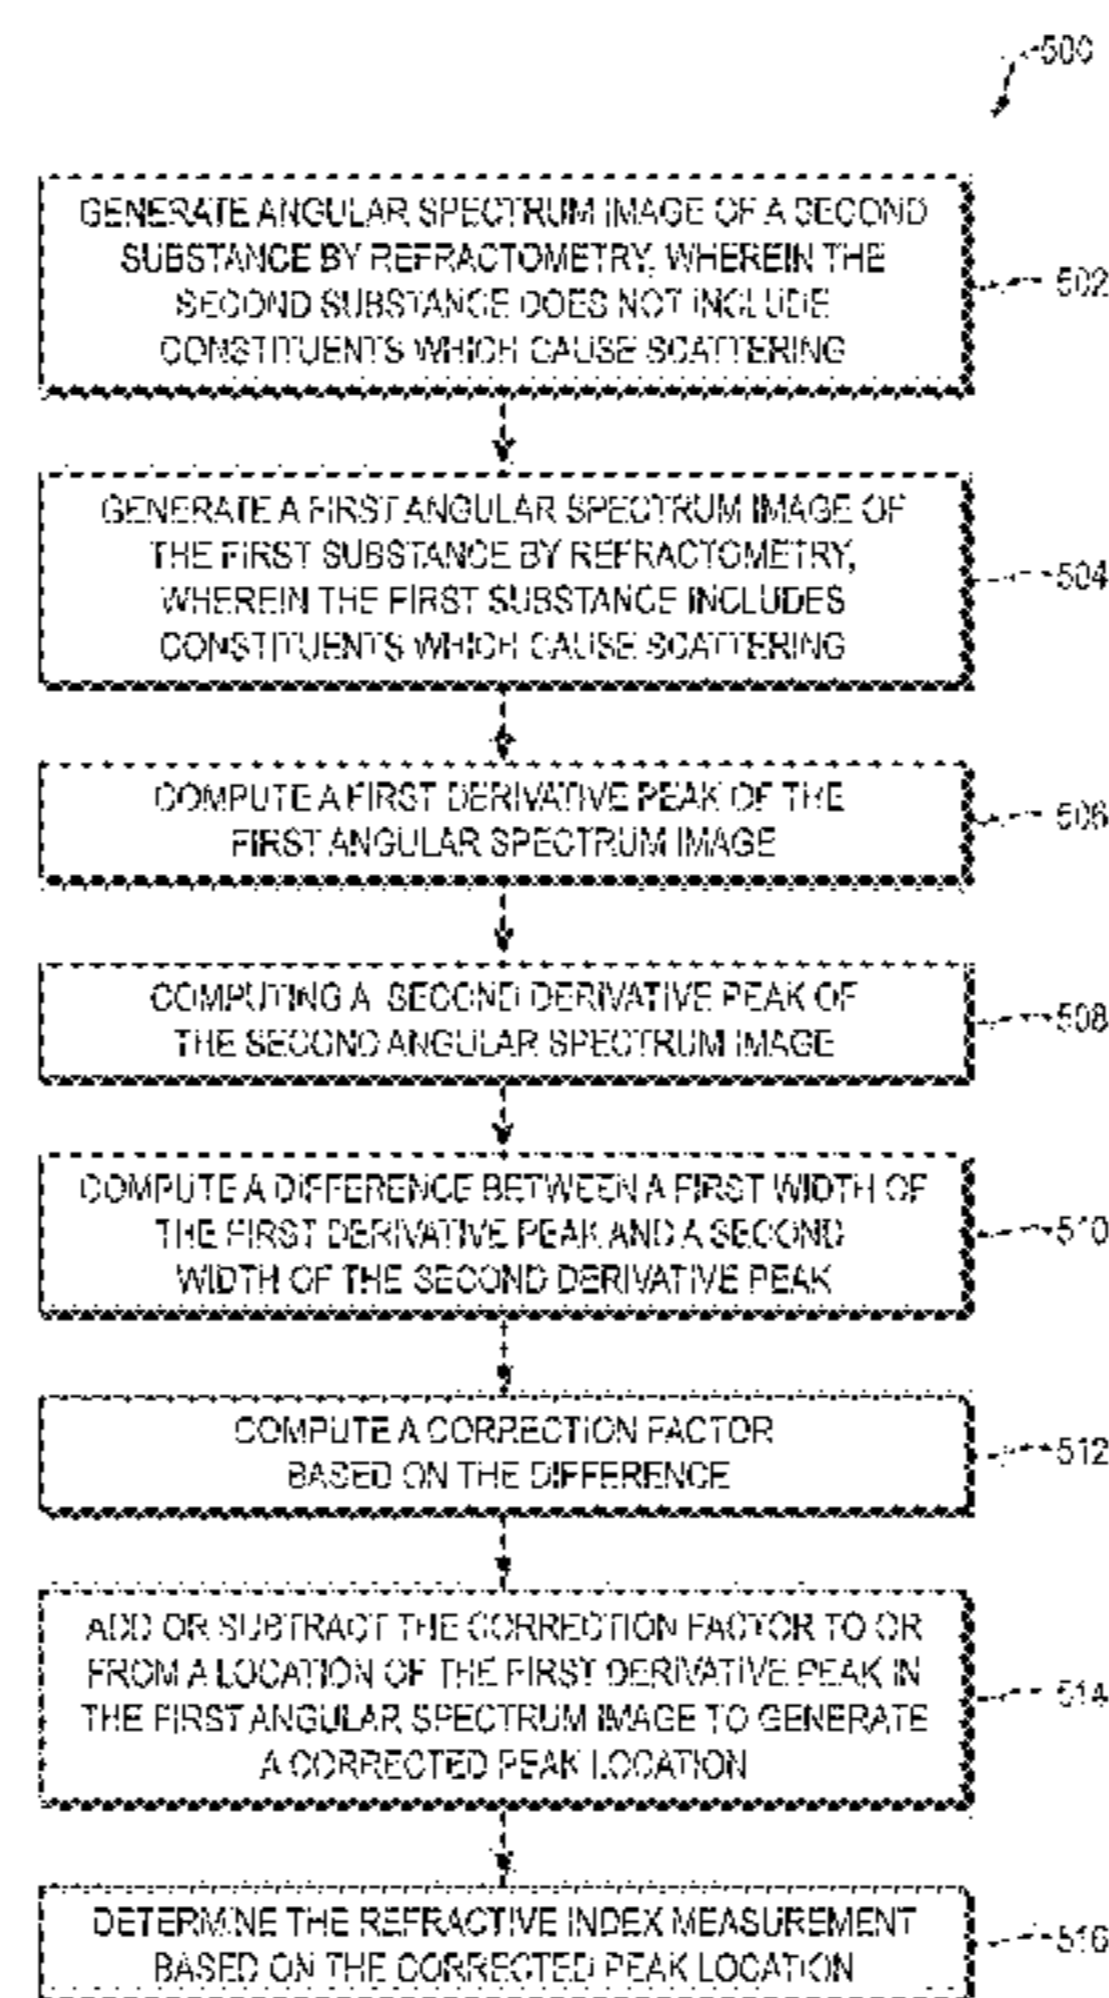 500
GENERATE ANGULAR SPECTRUM IMAGE OF A SECOND
SUBSTANCE BY REFRACTOMETRY, WHEREIN THE
SECOND SUBSTANCE DOES NOT INCLUDE
CONSTITUENTS WHICH CAUSE SCATTERING
502
GENERATE A FIRST ANGULAR SPECTRUM IMAGE OF
THE FIRST SUBSTANCE BY REFRACTOMETRY,
WHEREIN THE FIRST SUBSTANCE INCLUDES
CONSTITUENTS WHICH CAUSE SCATTERING
504
COMPUTE A FIRST DERIVATIVE PEAK OF THE
FIRST ANGULAR SPECTRUM IMAGE
506
COMPUTING A SECOND DERIVATIVE PEAK OF
THE SECOND ANGULAR SPECTRUM IMAGE
508
COMPUTE A DIFFERENCE BETWEEN A FIRST WIDTH OF
THE FIRST DERIVATIVE PEAK AND A SECOND
WIDTH OF THE SECOND DERIVATIVE PEAK
510
COMPUTE A CORRECTION FACTOR
BASED ON THE DIFFERENCE
512
ADD OR SUBTRACT THE CORRECTION FACTOR TO OR
FROM A LOCATION OF THE FIRST DERIVATIVE PEAK IN
THE FIRST ANGULAR SPECTRUM IMAGE TO GENERATE
A CORRECTED PEAK LOCATION
514
DETERMINE THE REFRACTIVE INDEX MEASUREMENT
BASED ON THE CORRECTED PEAK LOCATION
516